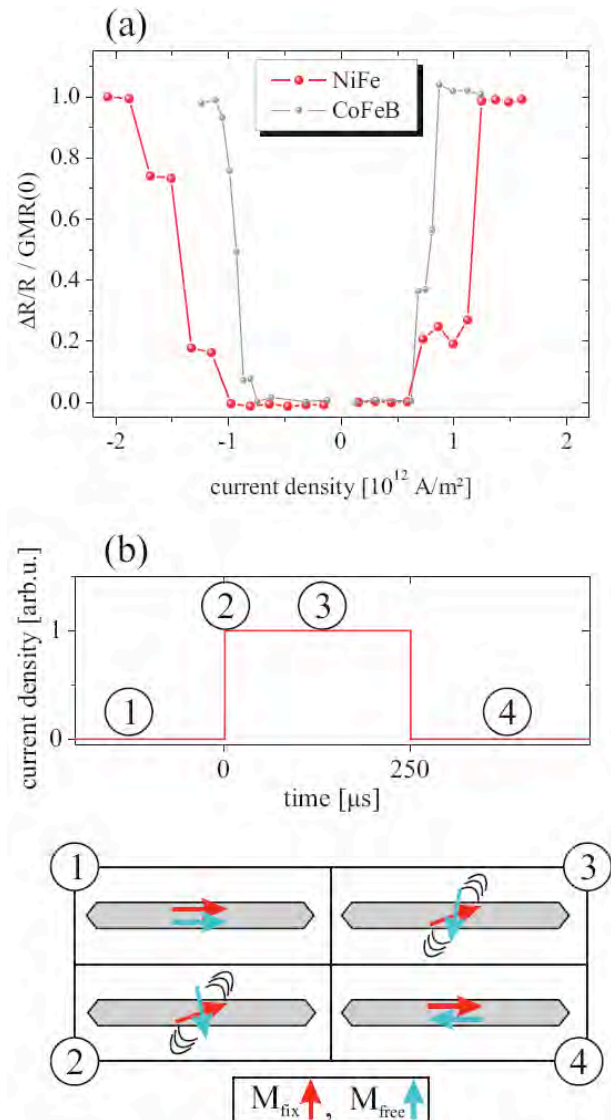 (a)
NiFe
CoFeB
1.0
0.8
0.6
0.4
0.2
0.0
ΔR/R / GMR(0)
-2 -1 0 1 2
current density [10¹² A/m²]
(b)
current density [arb.u.]
1
0
1 2 3 4
0 250
time [µs]
1 3
2 4
M_fix , M_free